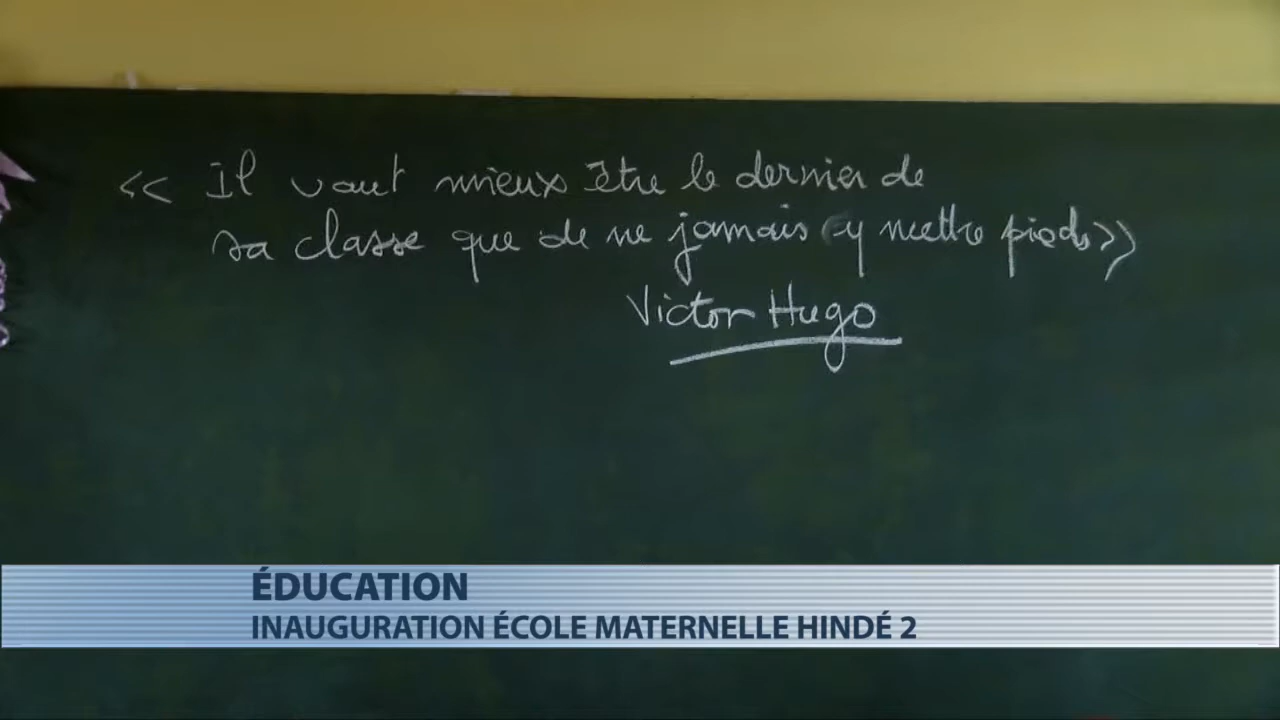 << Il vaut mieux être le dernier de
sa classe que de ne jamais y mettre pieds >>
Victor Hugo
ÉDUCATION
INAUGURATION ÉCOLE MATERNELLE HINDÉ 2